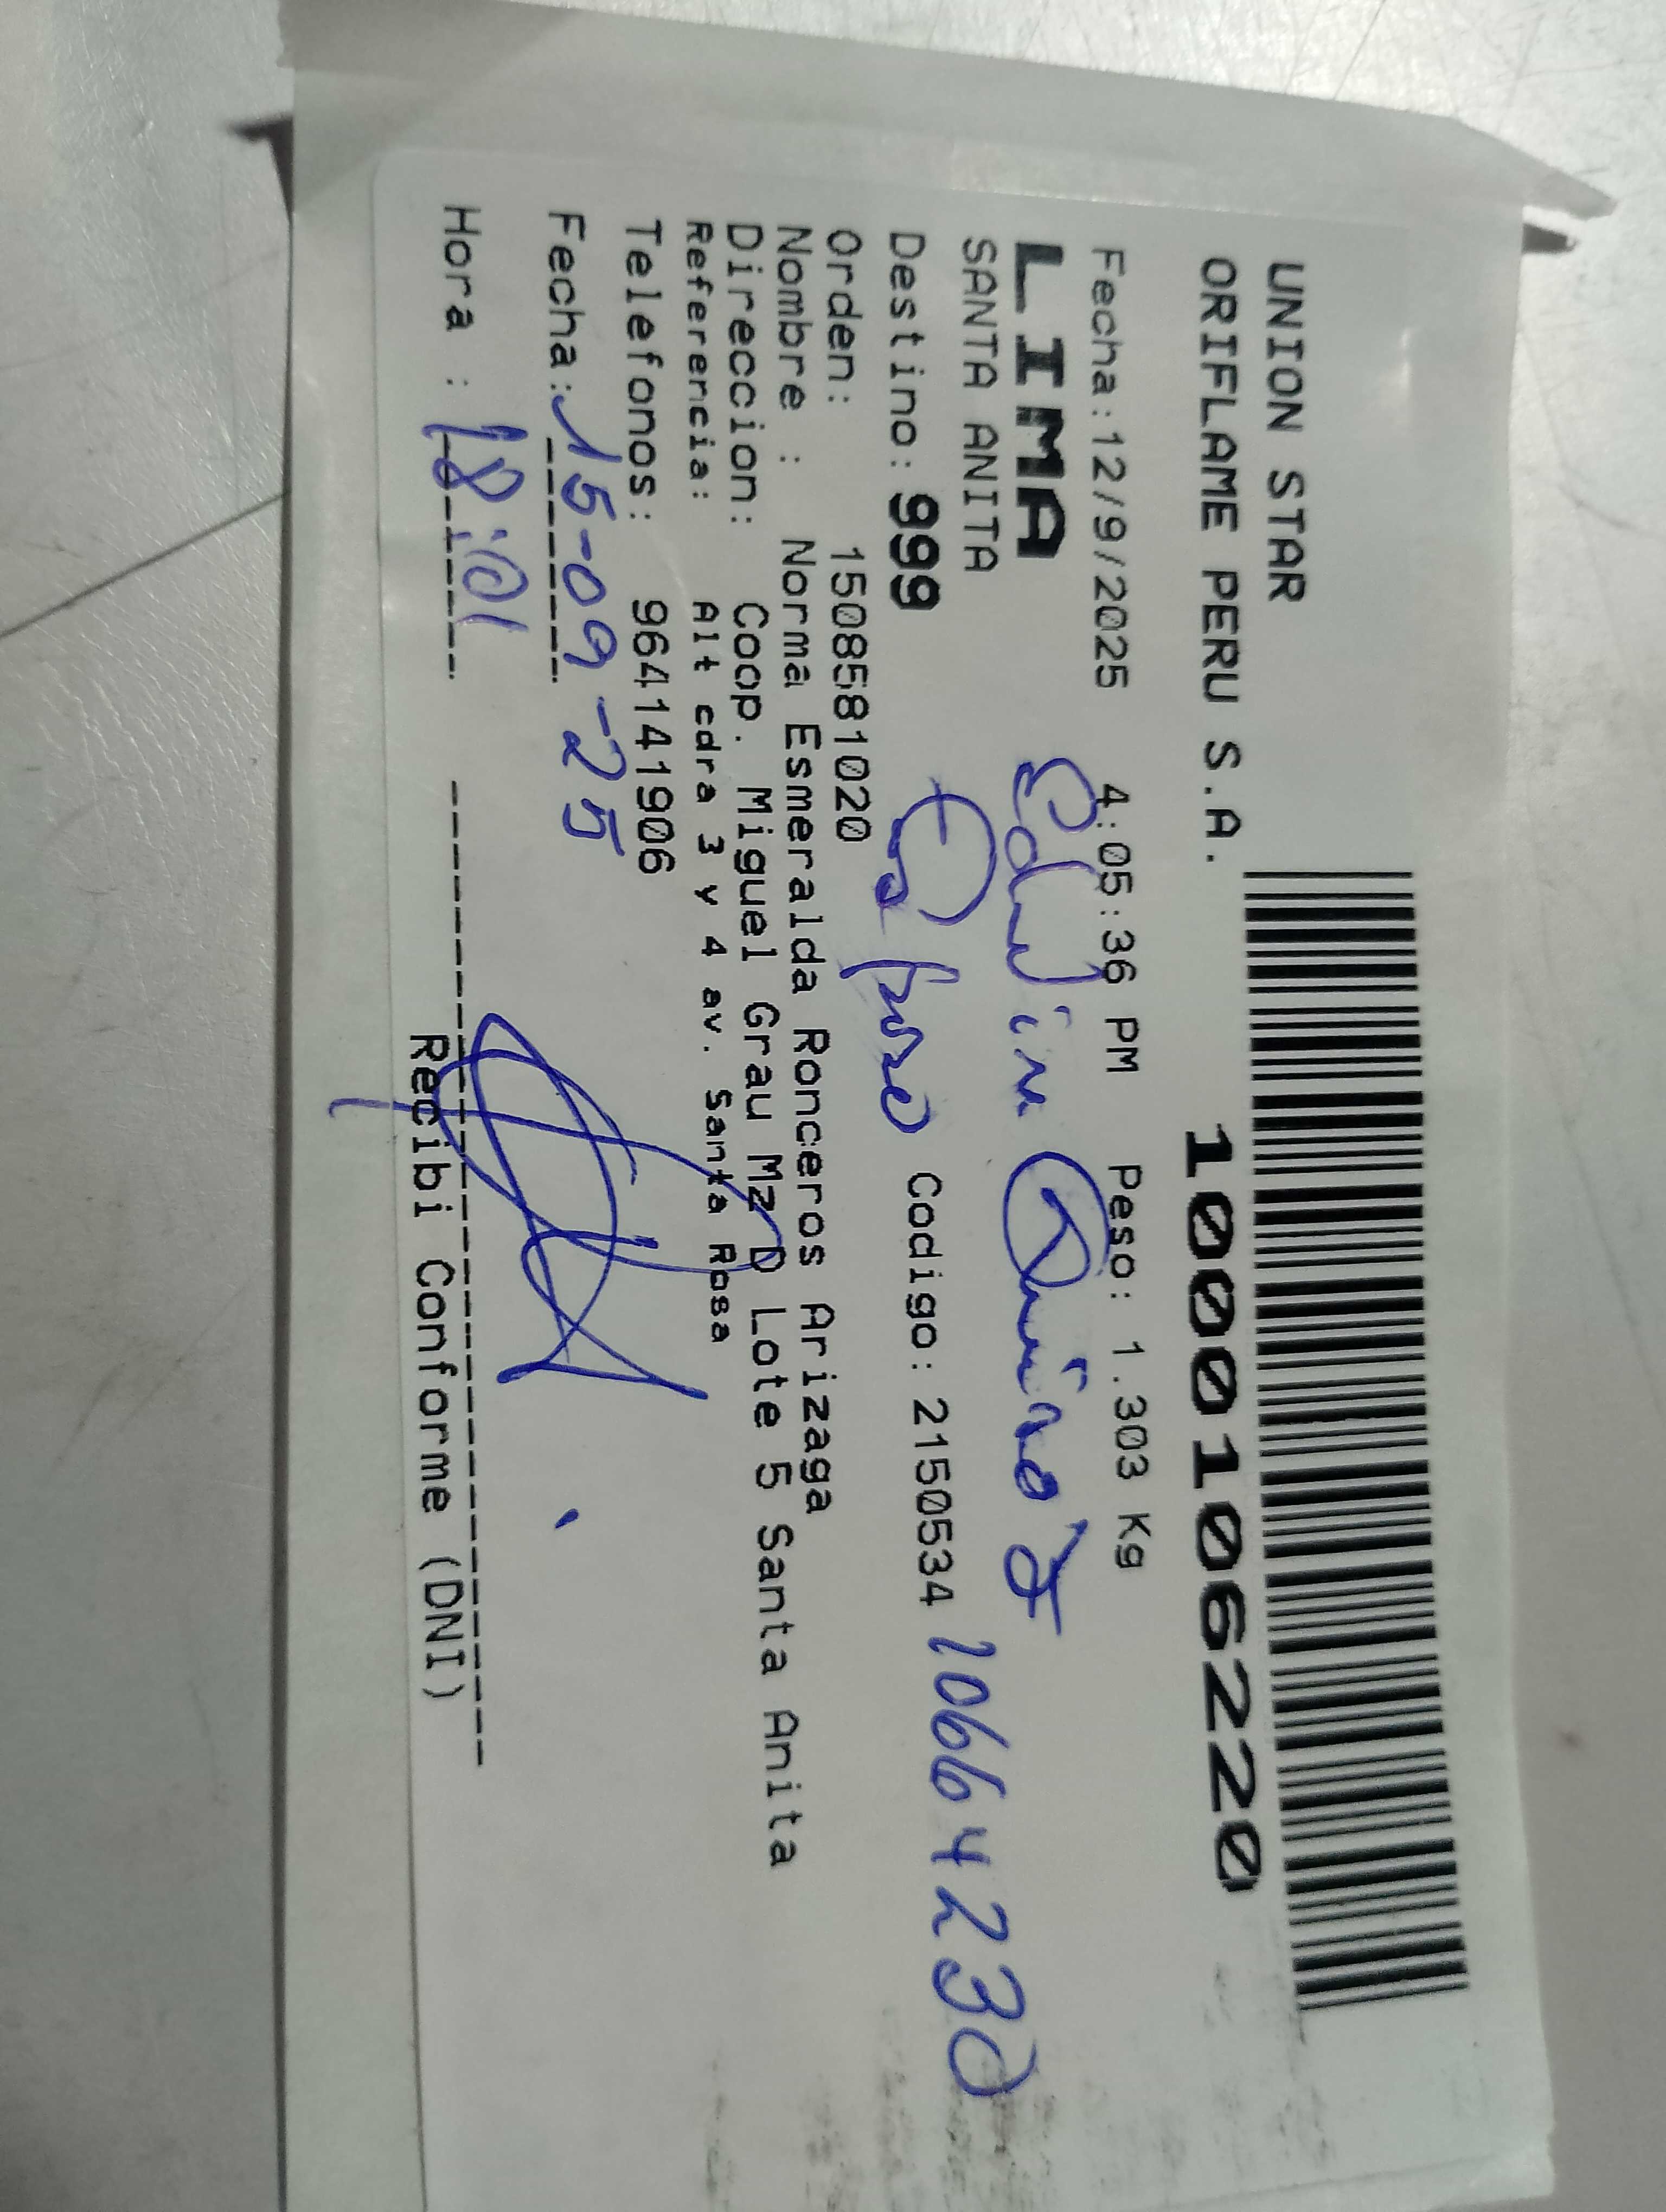 UNION STAR
ORIFLAME PERU S.A.
1000106220
Fecha:12/9/2025 4:05:36 PM Peso: 1.303 Kg
LIMA
Edwin
SANTA ANITA
Destino: 999 Esposo Codigo: 2150534 10664230
Orden: 1508581020
Nombre : Norma Esmeralda Ronceros Arizaga
Direccion: Coop. Miguel Grau Mz D Lote 5 Santa Anita
Referencia: Alt cdra 3 y 4 av. Santa Rosa
Telefonos: 964141906
Fecha: 15-09-25
Hora : 18:01
Recibi Conforme (DNI)